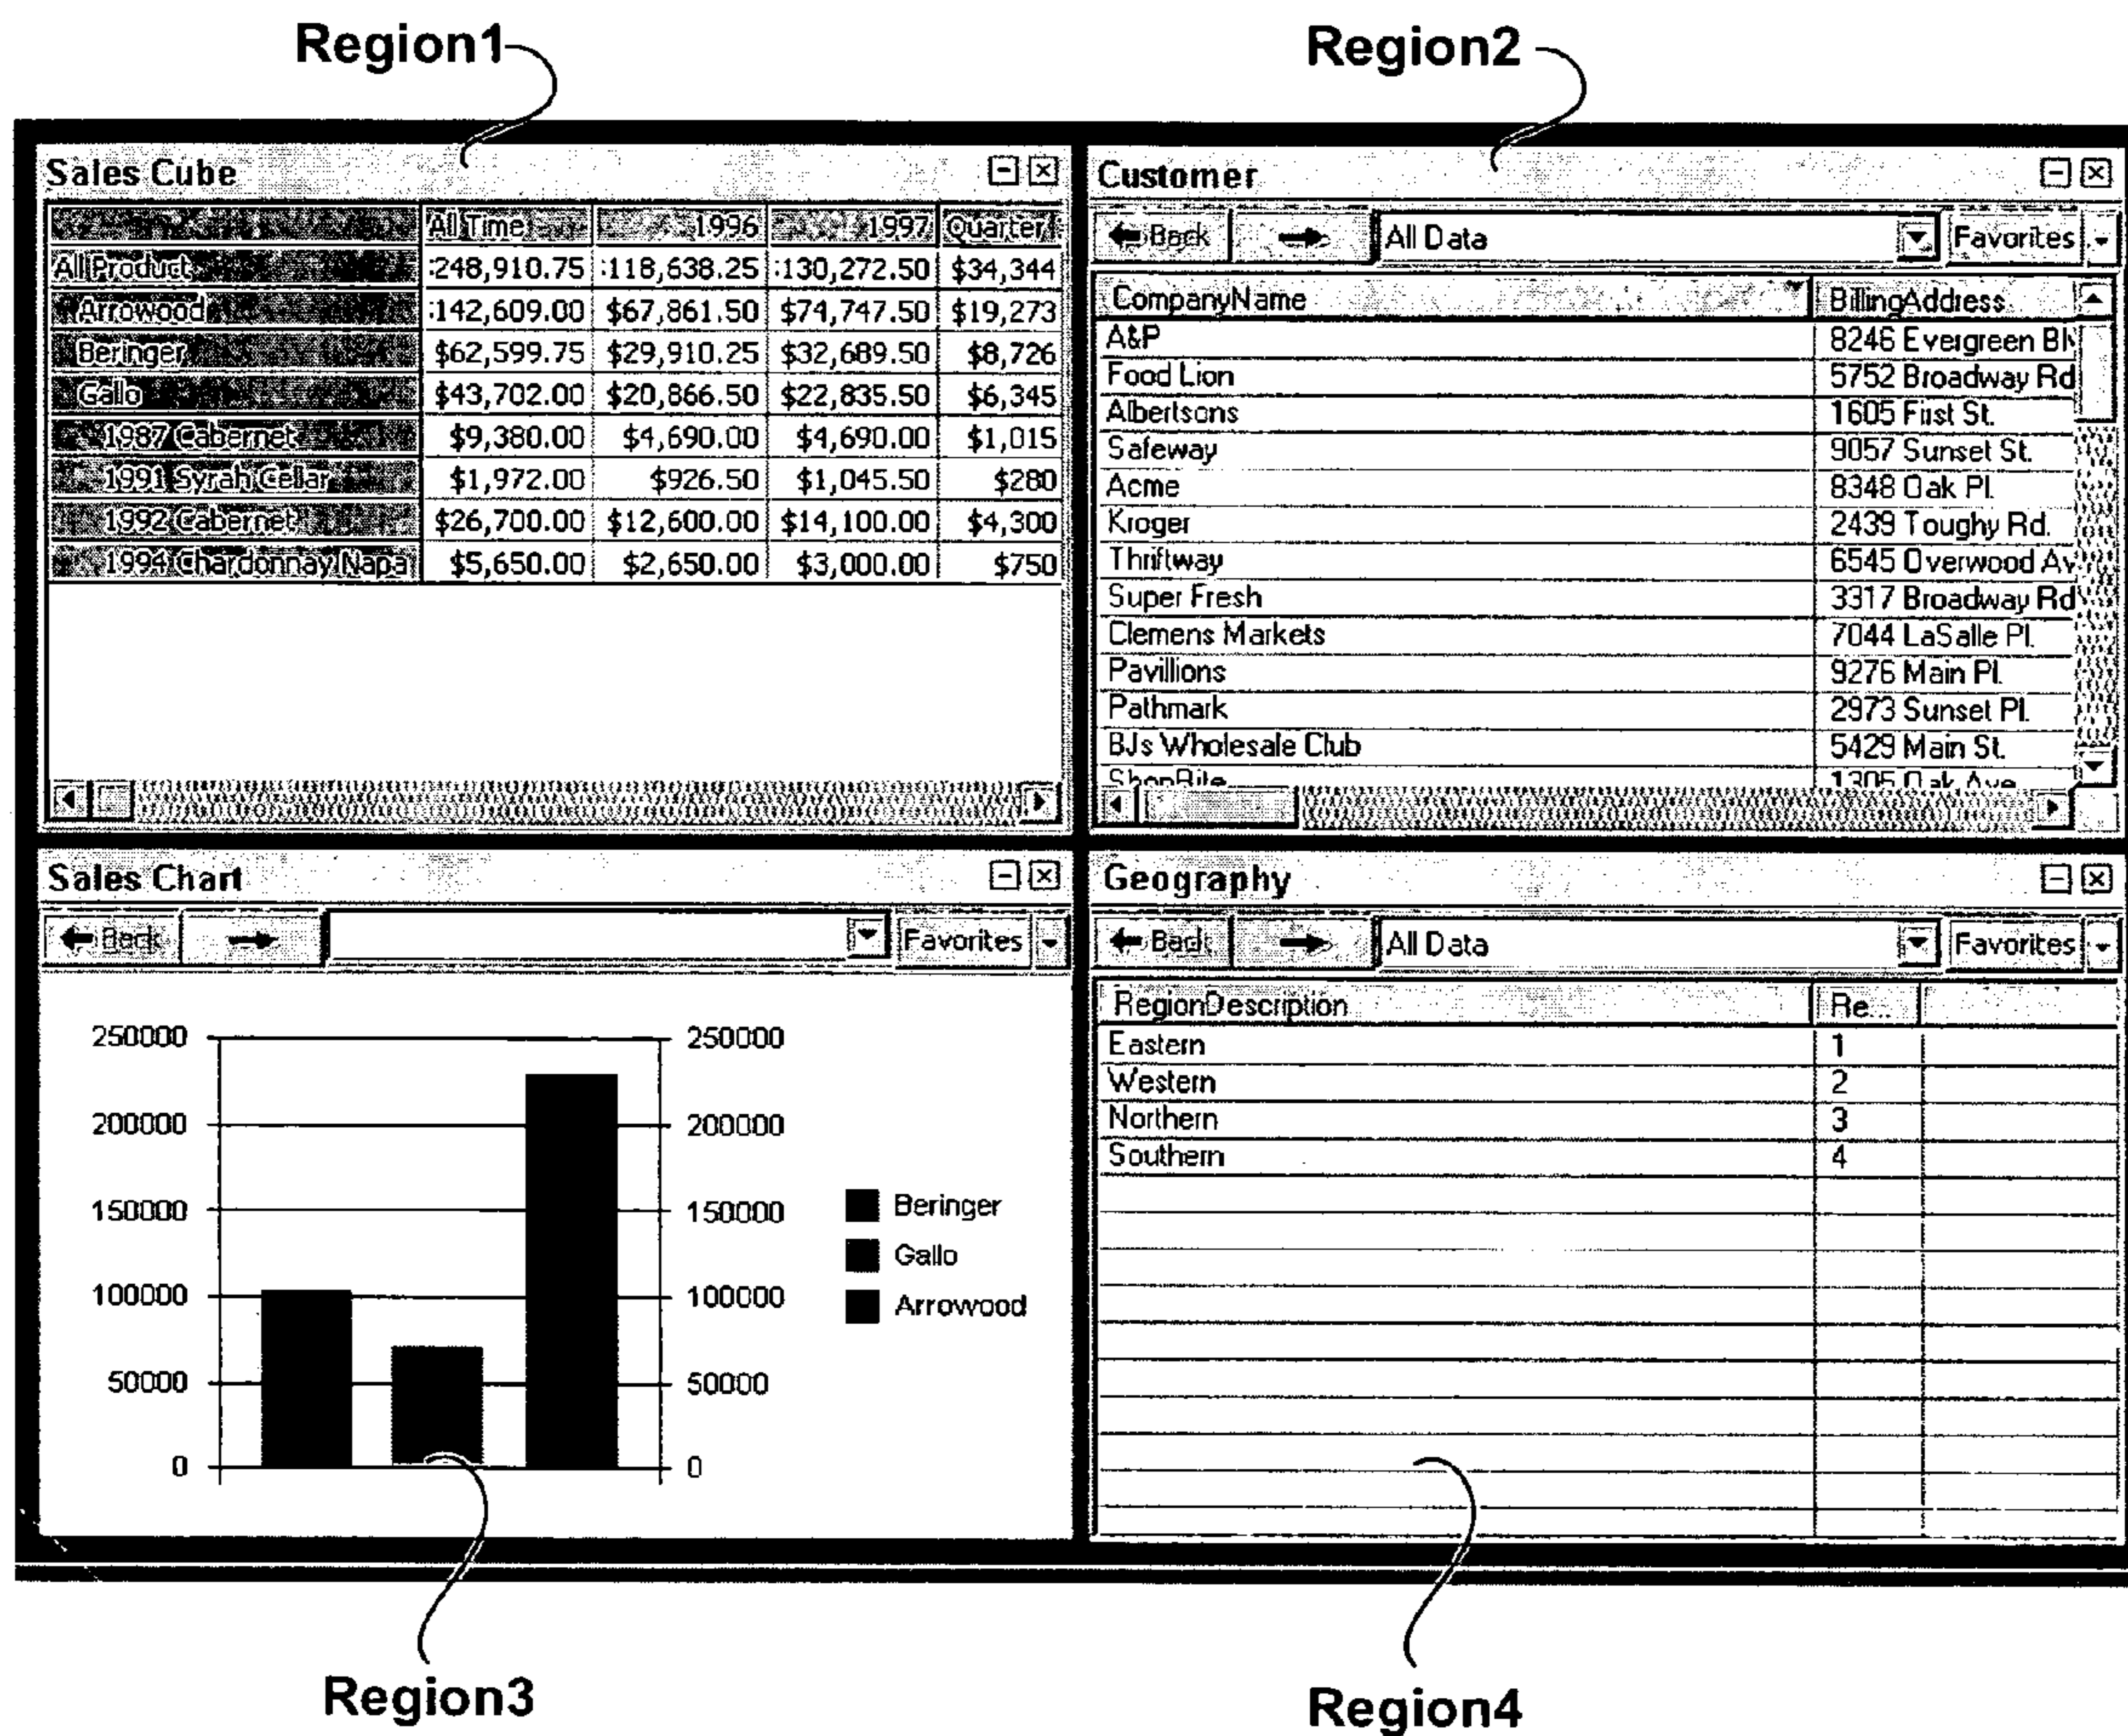 Region1
Region2
Sales Cube
All Time 1996 1997 Quarter1
All Product :248,910.75 :118,638.25 :130,272.50 $34,344
Arrowood :142,609.00 $67,861.50 $74,747.50 $19,273
Beringer $62,599.75 $29,910.25 $32,689.50 $8,726
Gallo $43,702.00 $20,866.50 $22,835.50 $6,345
1987 Cabernet $9,380.00 $4,690.00 $4,690.00 $1,015
1991 Syrah Cellar $1,972.00 $926.50 $1,045.50 $280
1992 Cabernet $26,700.00 $12,600.00 $14,100.00 $4,300
1994 Chardonnay Napa $5,650.00 $2,650.00 $3,000.00 $750
Customer
Back All Data Favorites
CompanyName BillingAddress
A&P 8246 Evergreen Blv
Food Lion 5752 Broadway Rd
Albertsons 1605 First St.
Safeway 9057 Sunset St.
Acme 8348 Oak Pl.
Kroger 2439 Toughy Rd.
Thriftway 6545 Overwood Av
Super Fresh 3317 Broadway Rd
Clemens Markets 7044 LaSalle Pl.
Pavillions 9276 Main Pl.
Pathmark 2973 Sunset Pl.
BJs Wholesale Club 5429 Main St.
ShopRite 1305 Oak Ave
Sales Chart
Back Favorites
250000 250000
200000 200000
150000 150000
100000 100000
50000 50000
0 0
Beringer
Gallo
Arrowood
Geography
Back All Data Favorites
RegionDescription Re...
Eastern 1
Western 2
Northern 3
Southern 4
Region3
Region4